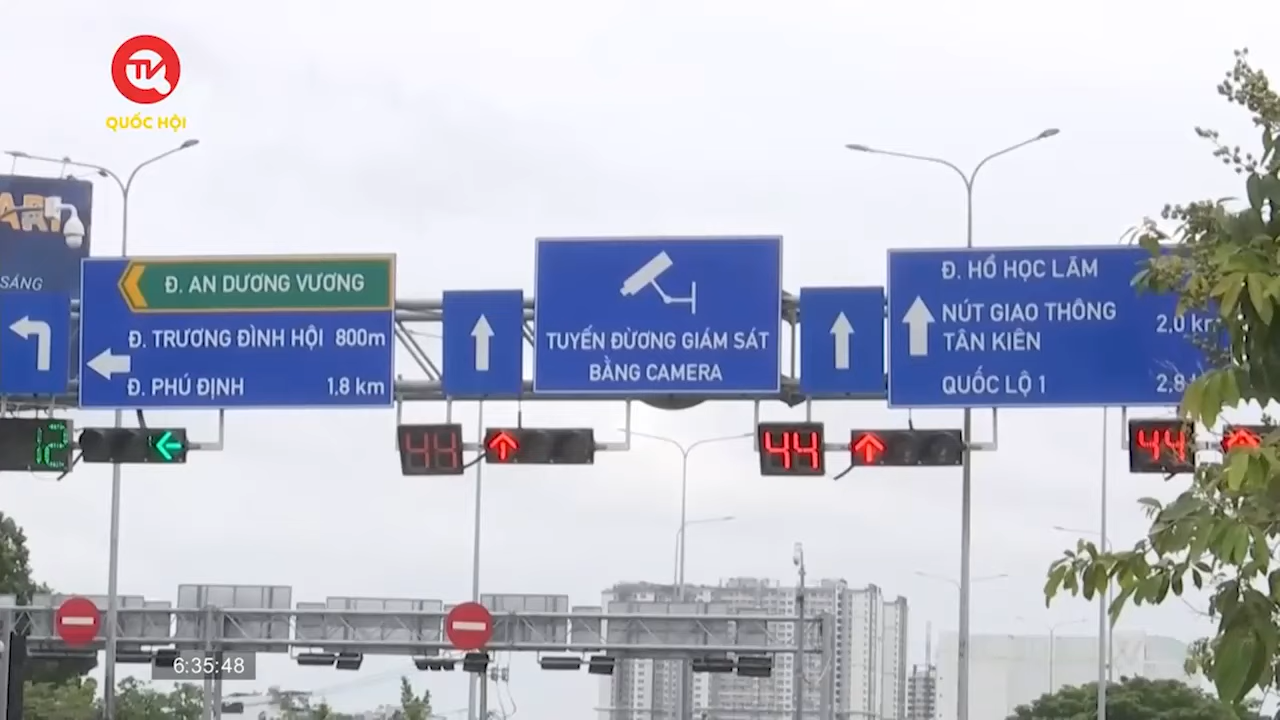 QUỐC HỘI
SÁNG
Đ. AN DƯƠNG VƯƠNG
Đ. TRƯƠNG ĐÌNH HỘI 800m
Đ. PHÚ ĐỊNH 1,8 km
TUYẾN ĐƯỜNG GIÁM SÁT
BẰNG CAMERA
Đ. HỒ HỌC LÃM
NÚT GIAO THÔNG
TÂN KIÊN 2,0 km
QUỐC LỘ 1 2,8
12
44
44
44
6:35:48